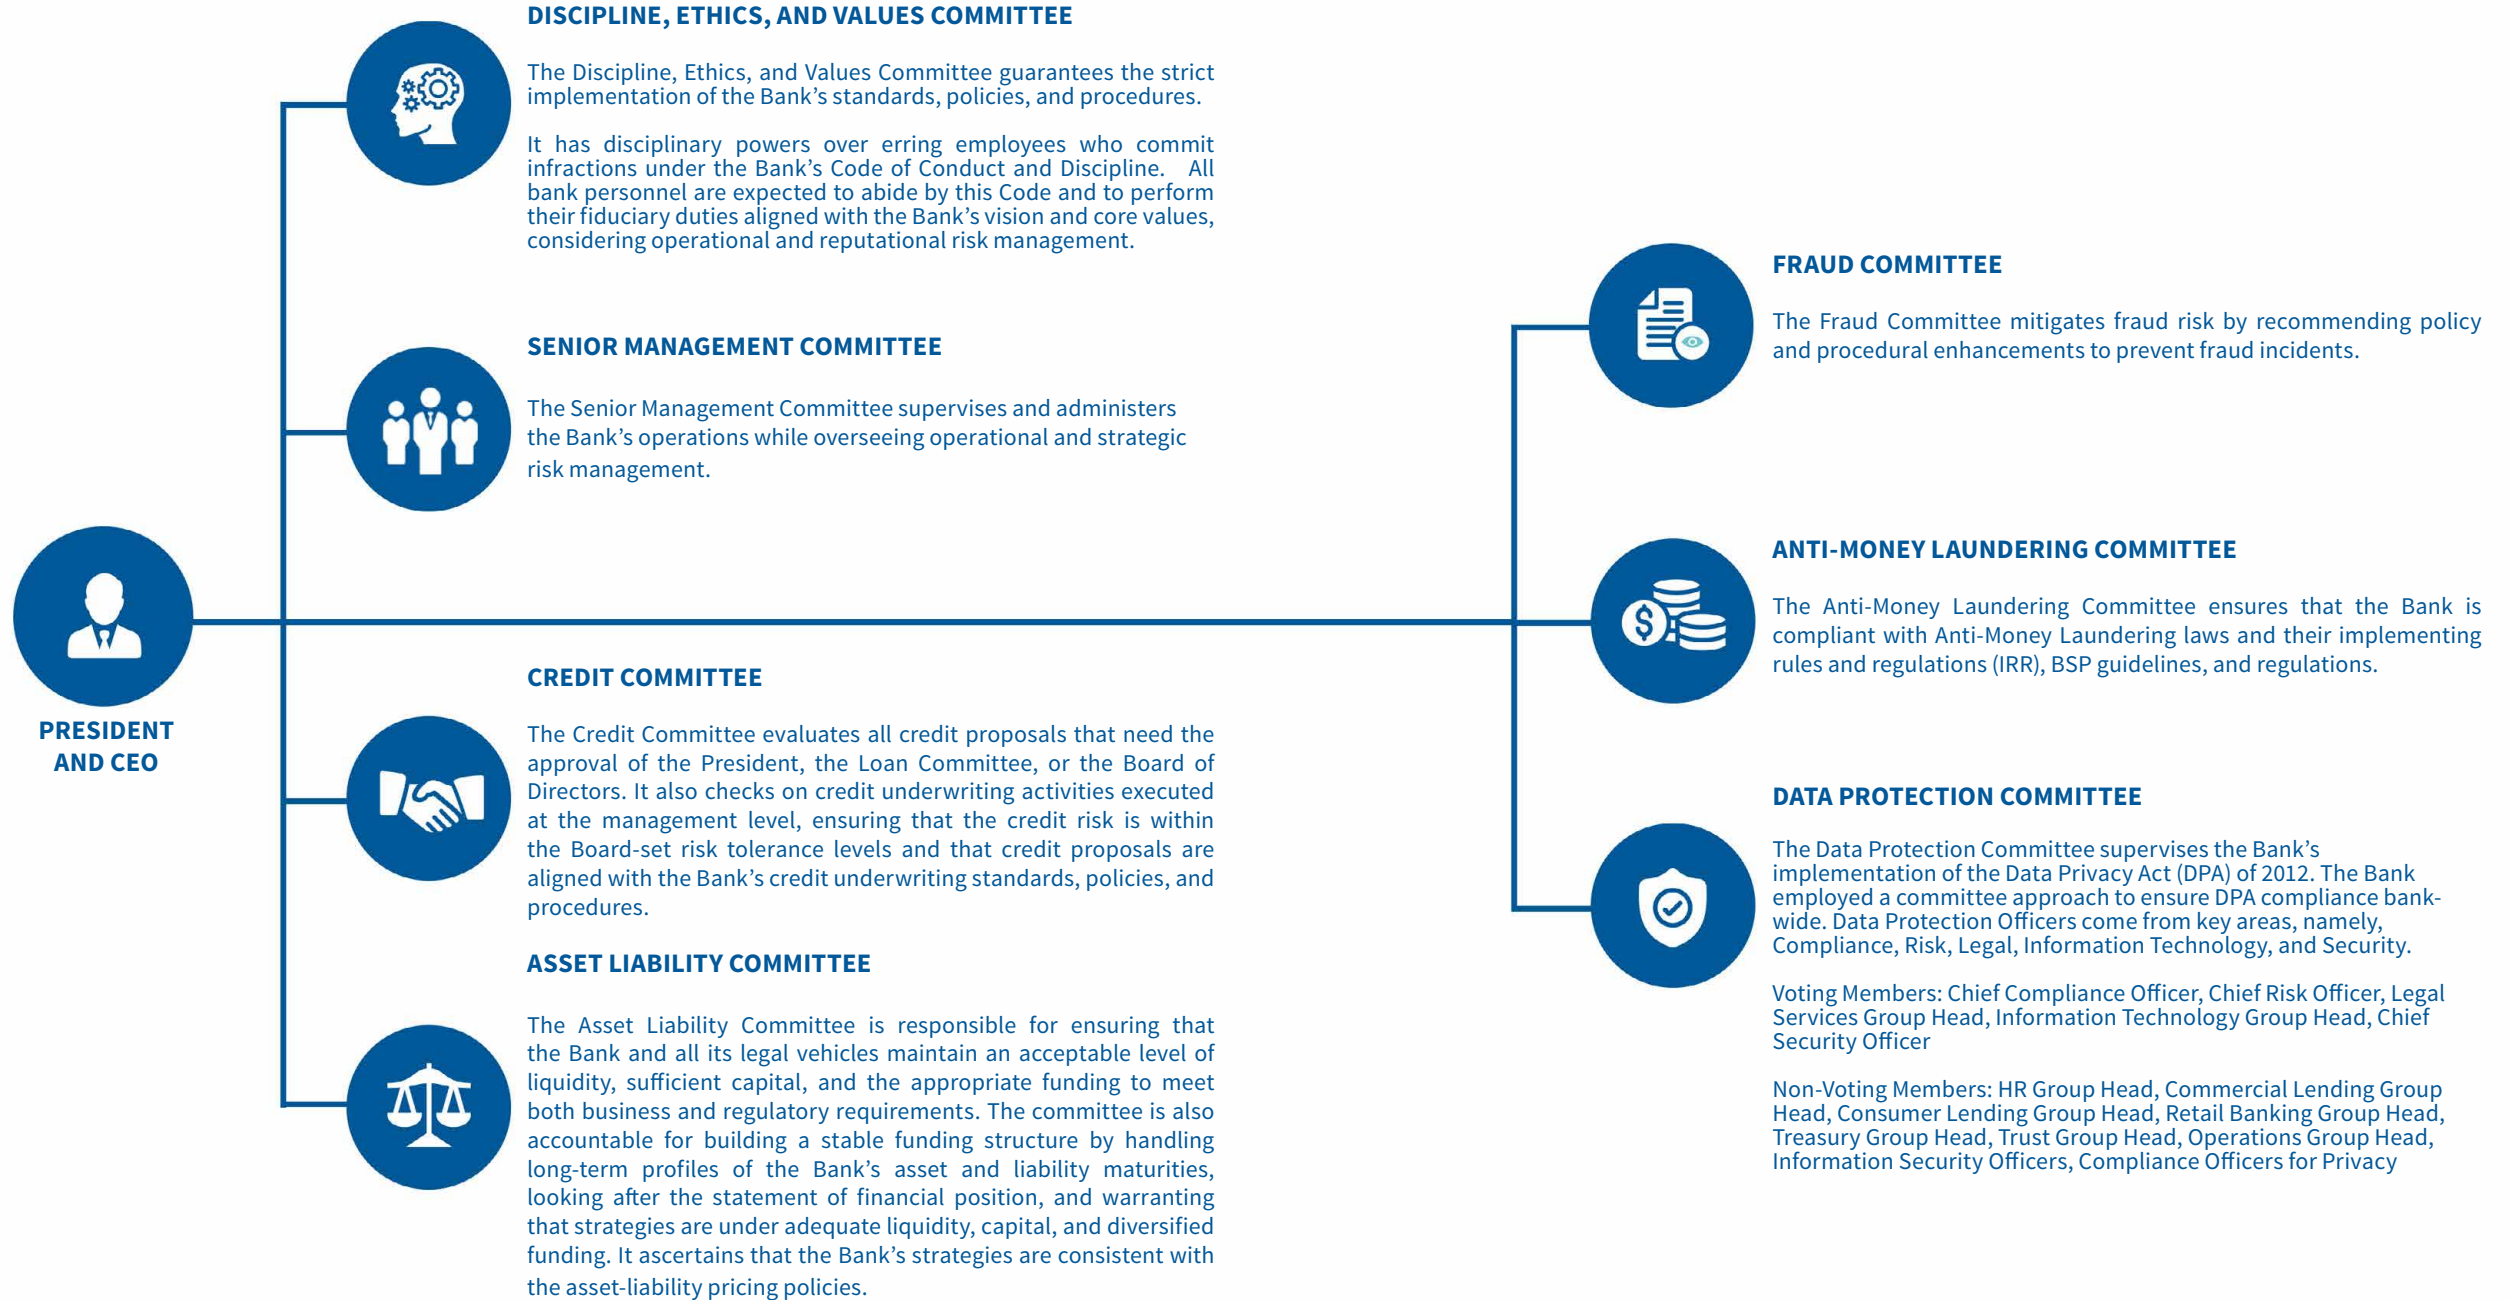 DISCIPLINE, ETHICS, AND VALUES COMMITTEE
The Discipline, Ethics, and Values Committee guarantees the strict
implementation of the Bank's standards, policies, and procedures.
It has disciplinary powers over erring employees who commit
infractions under the Bank's Code of Conduct and Discipline. All
bank personnel are expected to abide by this Code and to perform
their fiduciary duties aligned with the Bank's vision and core values,
considering operational and reputational risk management.
SENIOR MANAGEMENT COMMITTEE
The Senior Management Committee supervises and administers
the Bank's operations while overseeing operational and strategic
risk management.
PRESIDENT
AND CEO
CREDIT COMMITTEE
The Credit Committee evaluates all credit proposals that need the
approval of the President, the Loan Committee, or the Board of
Directors. It also checks on credit underwriting activities executed
at the management level, ensuring that the credit risk is within
the Board-set risk tolerance levels and that credit proposals are
aligned with the Bank's credit underwriting standards, policies, and
procedures.
ASSET LIABILITY COMMITTEE
The Asset Liability Committee is responsible for ensuring that
the Bank and all its legal vehicles maintain an acceptable level of
liquidity, sufficient capital, and the appropriate funding to meet
both business and regulatory requirements. The committee is also
accountable for building a stable funding structure by handling
long-term profiles of the Bank's asset and liability maturities,
looking after the statement of financial position, and warranting
that strategies are under adequate liquidity, capital, and diversified
funding. It ascertains that the Bank's strategies are consistent with
the asset-liability pricing policies.
FRAUD COMMITTEE
The Fraud Committee mitigates fraud risk by recommending policy
and procedural enhancements to prevent fraud incidents.
ANTI-MONEY LAUNDERING COMMITTEE
The Anti-Money Laundering Committee ensures that the Bank is
compliant with Anti-Money Laundering laws and their implementing
rules and regulations (IRR), BSP guidelines, and regulations.
$
DATA PROTECTION COMMITTEE
The Data Protection Committee supervises the Bank's
implementation of the Data Privacy Act (DPA) of 2012. The Bank
employed a committee approach to ensure DPA compliance bank-
wide. Data Protection Officers come from key areas, namely,
Compliance, Risk, Legal, Information Technology, and Security.
Voting Members: Chief Compliance Officer, Chief Risk Officer, Legal
Services Group Head, Information Technology Group Head, Chief
Security Officer
Non-Voting Members: HR Group Head, Commercial Lending Group
Head, Consumer Lending Group Head, Retail Banking Group Head,
Treasury Group Head, Trust Group Head, Operations Group Head,
Information Security Officers, Compliance Officers for Privacy